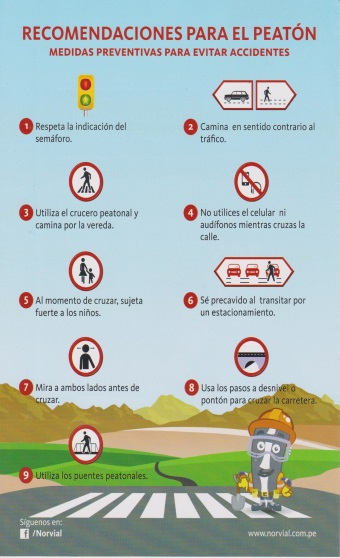 RECOMENDACIONES PARA EL PEATÓN
MEDIDAS PREVENTIVAS PARA EVITAR ACCIDENTES
1 Respeta la indicación del
semáforo.
2 Camina en sentido contrario al
tráfico.
3 Utiliza el crucero peatonal y
camina por la vereda.
4 No utilices el celular ni
audífonos mientras cruzas la
calle.
5 Al momento de cruzar, sujeta
fuerte a los niños.
6 Sé precavido al transitar por
un estacionamiento.
7 Mira a ambos lados antes de
cruzar.
8 Usa los pasos a desnivel o
pontón para cruzar la carretera.
9 Utiliza los puentes peatonales.
Síguenos en:
f /Norvial
www.norvial.com.pe